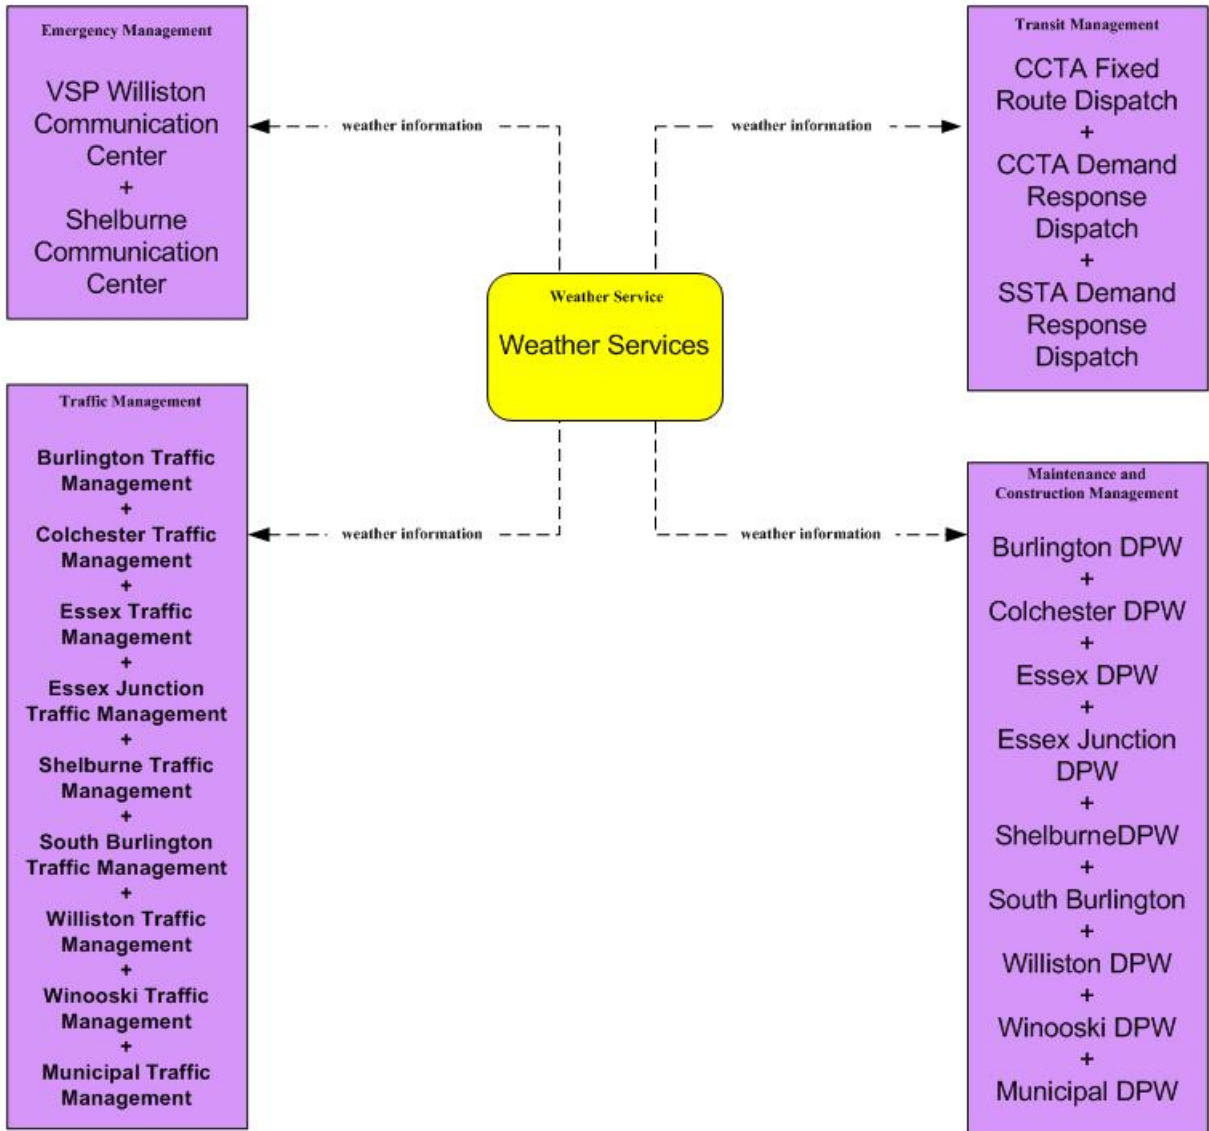 Emergency Management
VSP Williston
Communication
Center
+
Shelburne
Communication
Center
weather information
weather information
Transit Management
CCTA Fixed
Route Dispatch
+
CCTA Demand
Response
Dispatch
+
SSTA Demand
Response
Dispatch
Weather Service
Weather Services
Traffic Management
Burlington Traffic
Management
+
Colchester Traffic
Management
+
Essex Traffic
Management
+
Essex Junction
Traffic Management
+
Shelburne Traffic
Management
+
South Burlington
Traffic Management
+
Williston Traffic
Management
+
Winooski Traffic
Management
+
Municipal Traffic
Management
weather information
weather information
Maintenance and
Construction Management
Burlington DPW
+
Colchester DPW
+
Essex DPW
+
Essex Junction
DPW
+
ShelburneDPW
+
South Burlington
+
Williston DPW
+
Winooski DPW
+
Municipal DPW